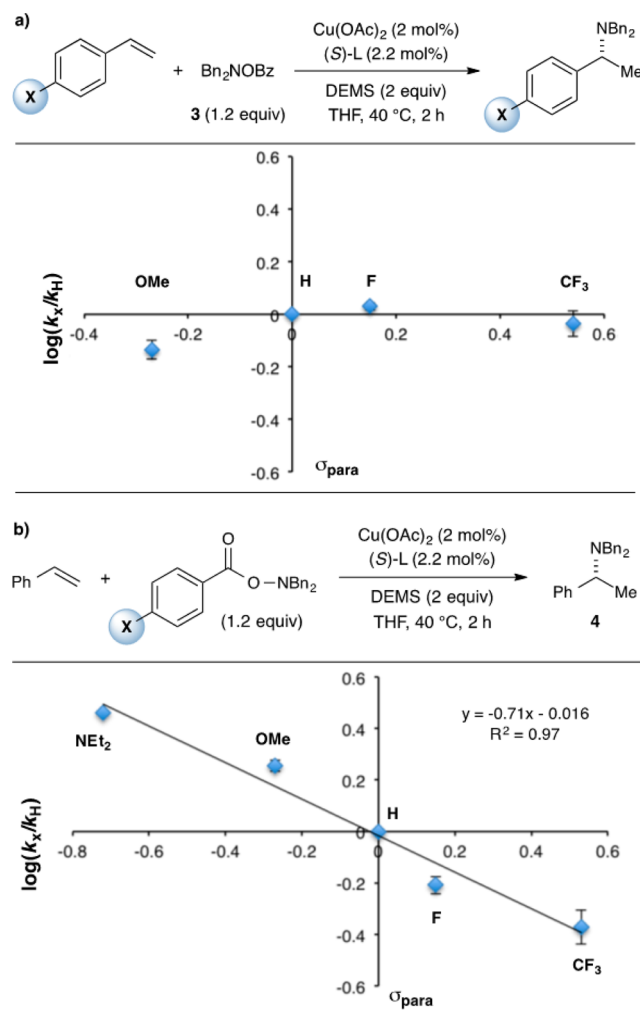 a)
X
+
Bn₂NOBz
3 (1.2 equiv)
Cu(OAc)₂ (2 mol%)
(S)-L (2.2 mol%)
DEMS (2 equiv)
THF, 40 °C, 2 h
NBn₂
Me
X
log(kₓ/k_H)
0.6
0.4
0.2
0
-0.2
-0.4
-0.6
-0.4
-0.2
0
0.2
0.4
0.6
OMe
H
F
CF₃
σpara
b)
Ph
+
O
O
NBn₂
X
(1.2 equiv)
Cu(OAc)₂ (2 mol%)
(S)-L (2.2 mol%)
DEMS (2 equiv)
THF, 40 °C, 2 h
NBn₂
Ph
Me
4
log(kₓ/k_H)
0.6
0.4
0.2
0
-0.2
-0.4
-0.6
-0.8
-0.6
-0.4
-0.2
0
0.2
0.4
0.6
y = -0.71x - 0.016
R² = 0.97
NEt₂
OMe
H
F
CF₃
σpara